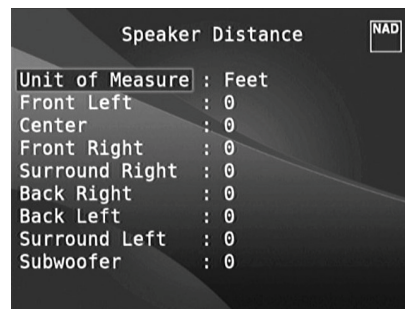 Speaker Distance
NAD
Unit of Measure : Feet
Front Left : 0
Center : 0
Front Right : 0
Surround Right : 0
Back Right : 0
Back Left : 0
Surround Left : 0
Subwoofer : 0